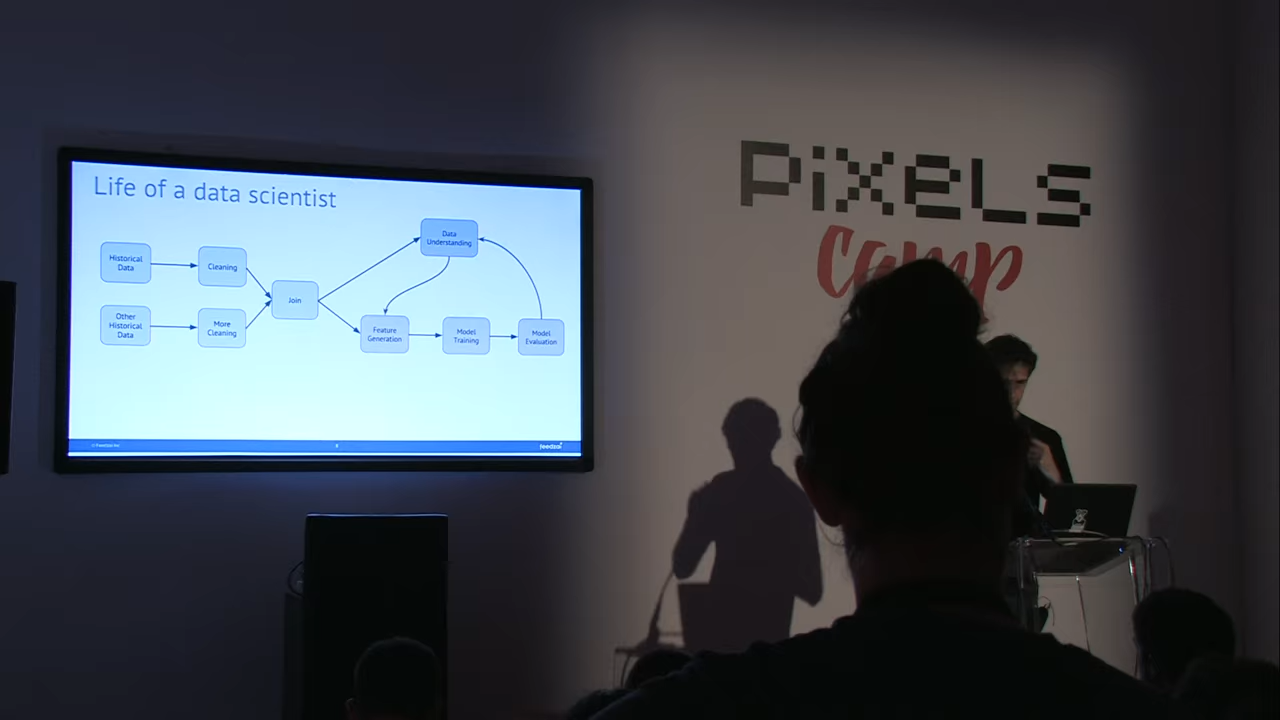 Life of a data scientist
Historical
Data
Cleaning
Other
Historical
Data
More
Cleaning
Join
Data
Understanding
Feature
Generation
Model
Training
Model
Evaluation
feedzai
pixels
camp